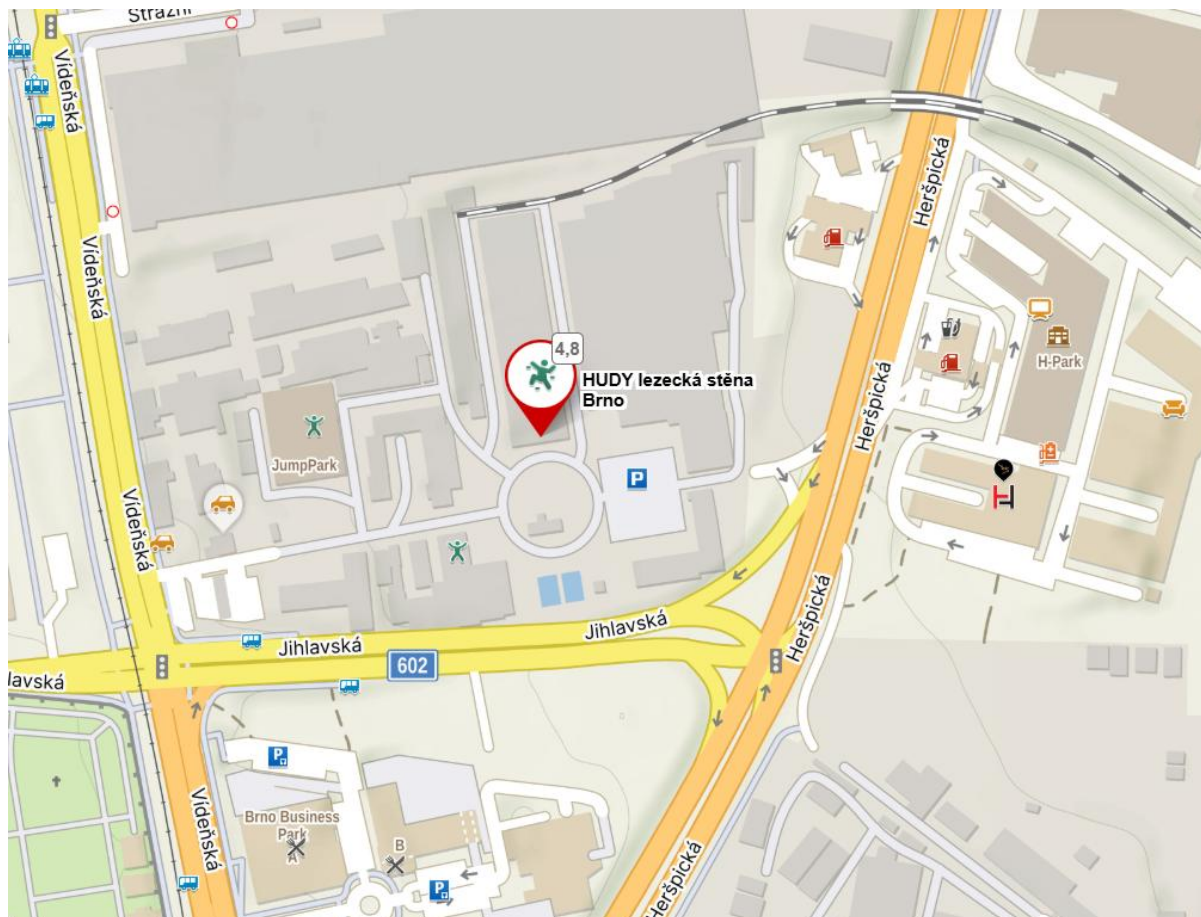 Strážní
Vídeňská
Vídeňská
Heršpická
4,8
HUDY lezecká stěna
Brno
H-Park
P
JumpPark
Heršpická
Vídeňská
Heršpická
Jihlavská
Jihlavská
602
lavská
P
Vídeňská
Brno Business
Park
A
B
P
Heršpická